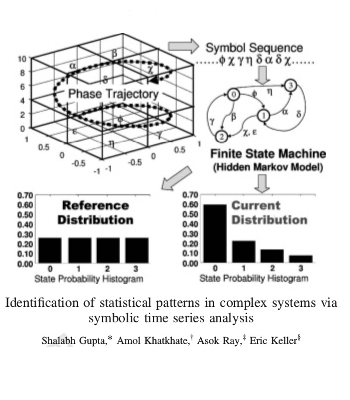 Symbol Sequence
......ϕ χ γ η δ α δ χ......
10
8
6
4
2
0
α
β
χ
δ
Phase Trajectory
ε
ϕ
η
γ
1
0.5
0
-0.5
-1
-1
-0.5
0
0.5
1
0
ϕ
η
3
γ
β
1
α
δ
2
χ, ε
Finite State Machine
(Hidden Markov Model)
0.70
0.60
0.50
0.40
0.30
0.20
0.10
0.00
Reference
Distribution
0 1 2 3
State Probability Histogram
0.70
0.60
0.50
0.40
0.30
0.20
0.10
0.00
Current
Distribution
0 1 2 3
State Probability Histogram
Identification of statistical patterns in complex systems via
symbolic time series analysis
Shalabh Gupta,* Amol Khatkhate,† Asok Ray,‡ Eric Keller§